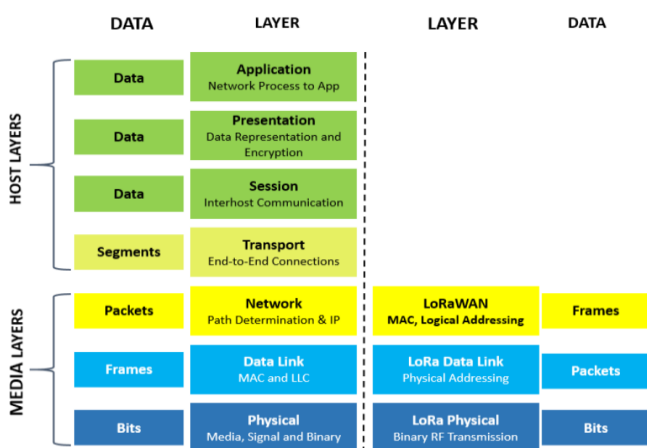 DATA LAYER LAYER DATA
HOST LAYERS
Data
Application
Network Process to App
Data
Presentation
Data Representation and
Encryption
Data
Session
Interhost Communication
Segments
Transport
End-to-End Connections
MEDIA LAYERS
Packets
Network
Path Determination & IP
LoRaWAN
MAC, Logical Addressing
Frames
Frames
Data Link
MAC and LLC
LoRa Data Link
Physical Addressing
Packets
Bits
Physical
Media, Signal and Binary
LoRa Physical
Binary RF Transmission
Bits